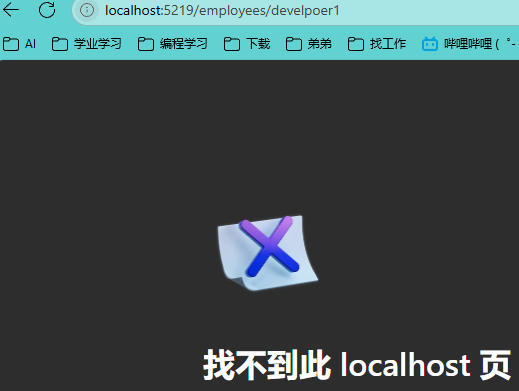 localhost:5219/employees/develpoer1
AI 学业学习 编程学习 下载 弟弟 找工作 哔哩哔哩 ( ゜-
找不到此 localhost 页